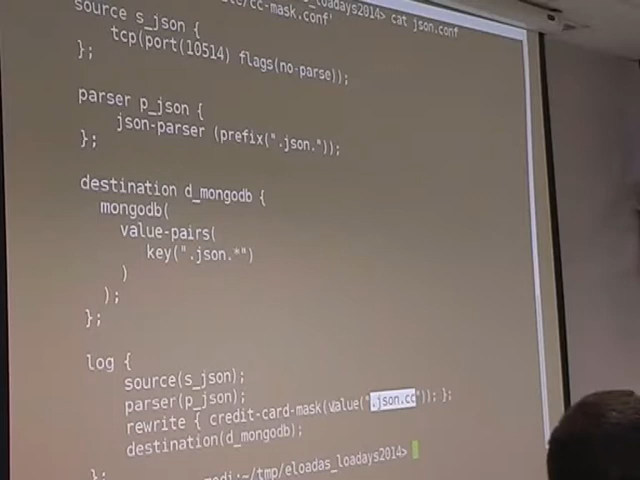 /cc-mask.conf'
loadays2014> cat json.conf
source s_json {
tcp(port(10514) flags(no-parse));
};
parser p_json {
json-parser (prefix(".json."));
};
destination d_mongodb {
mongodb(
value-pairs(
key(".json.*")
)
);
};
log {
source(s_json);
parser(p_json);
rewrite { credit-card-mask(value(".json.cc")); };
destination(d_mongodb);
};
:~/tmp/eloadas_loadays2014>